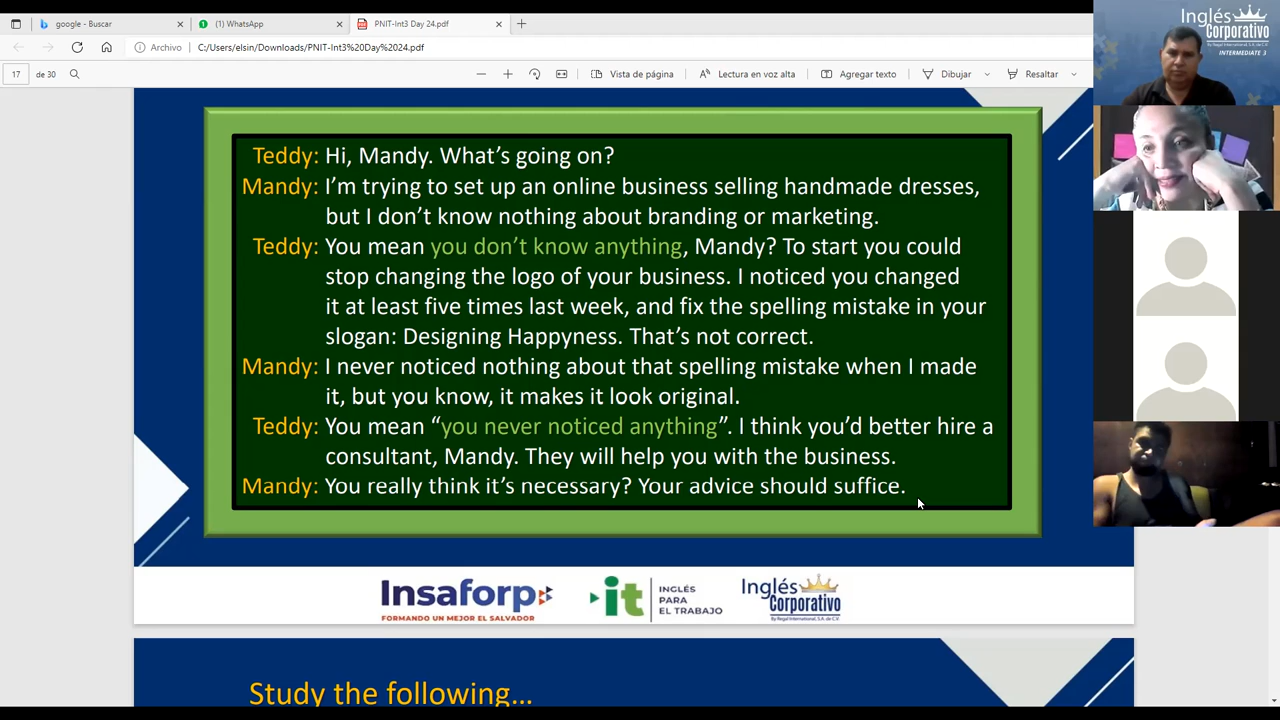 google - Buscar
(1) WhatsApp
PNIT-Int3 Day 24.pdf
Archivo
C:/Users/elsin/Downloads/PNIT-Int3%20Day%2024.pdf
17 de 30
Vista de página
Lectura en voz alta
Agregar texto
Dibujar
Resaltar
Inglés
Corporativo
By Regal International, S.A. de C.V.
INTERMEDIATE 3
Teddy: Hi, Mandy. What's going on?
Mandy: I'm trying to set up an online business selling handmade dresses,
but I don't know nothing about branding or marketing.
Teddy: You mean you don't know anything, Mandy? To start you could
stop changing the logo of your business. I noticed you changed
it at least five times last week, and fix the spelling mistake in your
slogan: Designing Happyness. That's not correct.
Mandy: I never noticed nothing about that spelling mistake when I made
it, but you know, it makes it look original.
Teddy: You mean “you never noticed anything”. I think you'd better hire a
consultant, Mandy. They will help you with the business.
Mandy: You really think it's necessary? Your advice should suffice.
Insaforp
FORMANDO UN MEJOR EL SALVADOR
it
INGLÉS
PARA
EL TRABAJO
Inglés
Corporativo
By Regal International, S.A. de C.V.
Study the following...